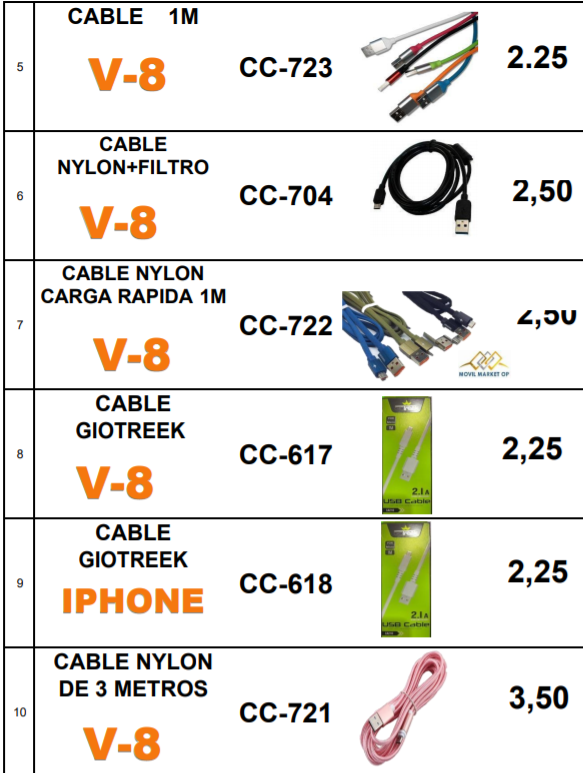 5
CABLE 1M
V-8
CC-723
2.25
6
CABLE
NYLON+FILTRO
V-8
CC-704
2,50
7
CABLE NYLON
CARGA RAPIDA 1M
V-8
CC-722
MOVIL MARKET OP
2,50
8
CABLE
GIOTREEK
V-8
CC-617
2.1A
USB Cable
2,25
9
CABLE
GIOTREEK
IPHONE
CC-618
2.1A
USB Cable
2,25
10
CABLE NYLON
DE 3 METROS
V-8
CC-721
3,50